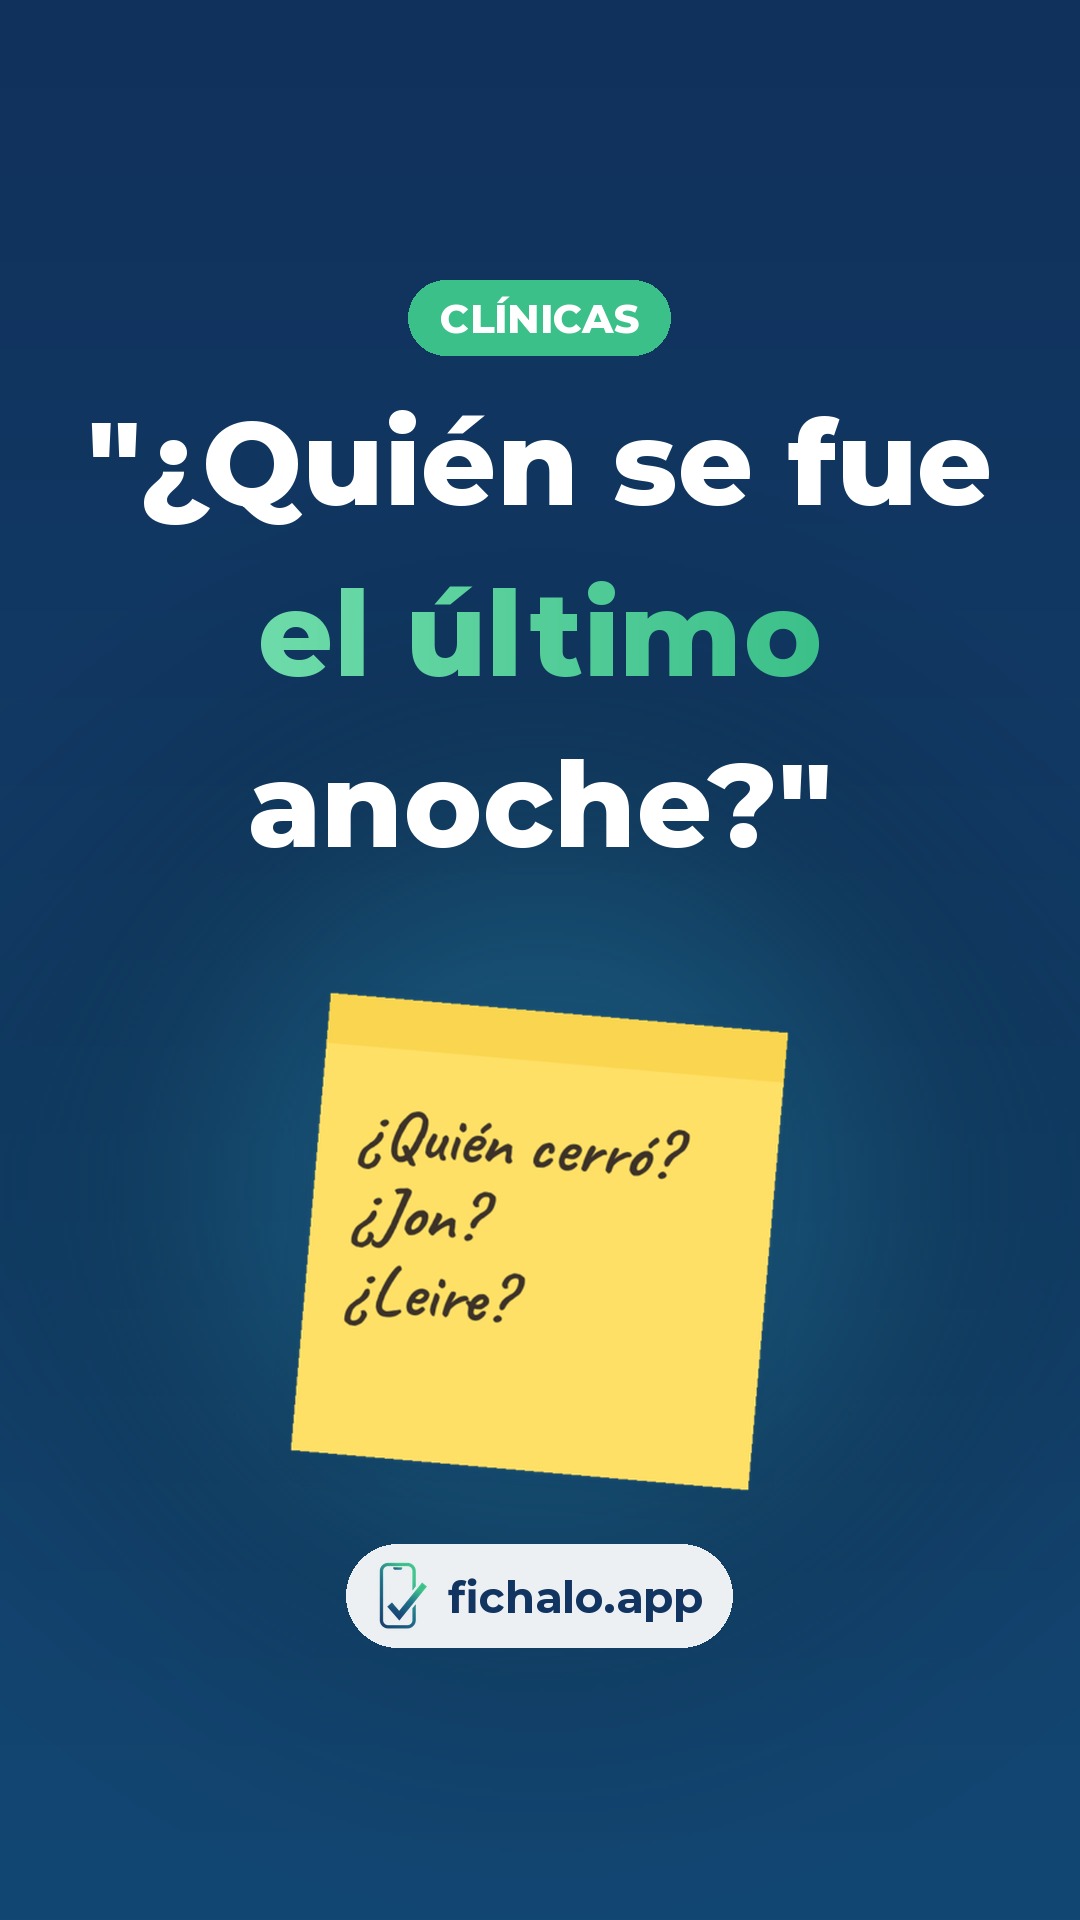 CLÍNICAS
"¿Quién se fue
el último
anoche?"
¿Quién cerró?
¿Jon?
¿Leire?
fichalo.app